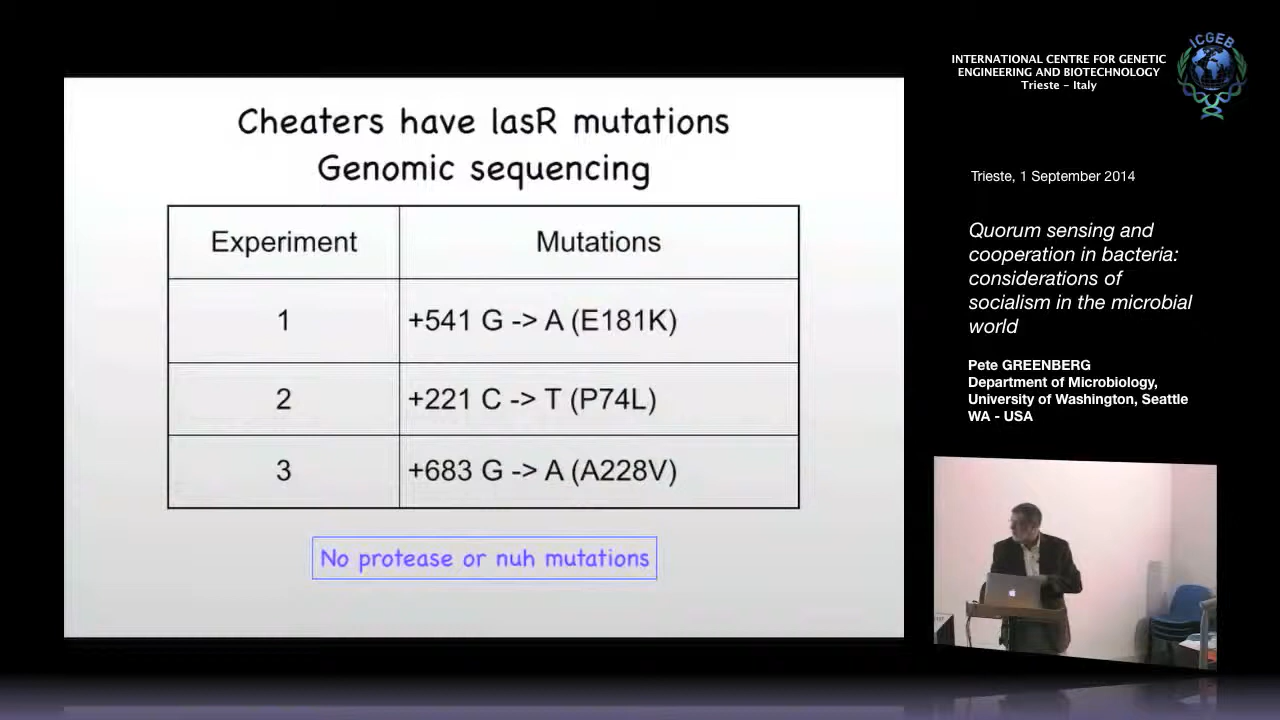 Cheaters have lasR mutations
Genomic sequencing
Experiment Mutations
1 +541 G -> A (E181K)
2 +221 C -> T (P74L)
3 +683 G -> A (A228V)
No protease or nuh mutations
INTERNATIONAL CENTRE FOR GENETIC
ENGINEERING AND BIOTECHNOLOGY
Trieste - Italy
ICGEB
Trieste, 1 September 2014
Quorum sensing and
cooperation in bacteria:
considerations of
socialism in the microbial
world
Pete GREENBERG
Department of Microbiology,
University of Washington, Seattle
WA - USA